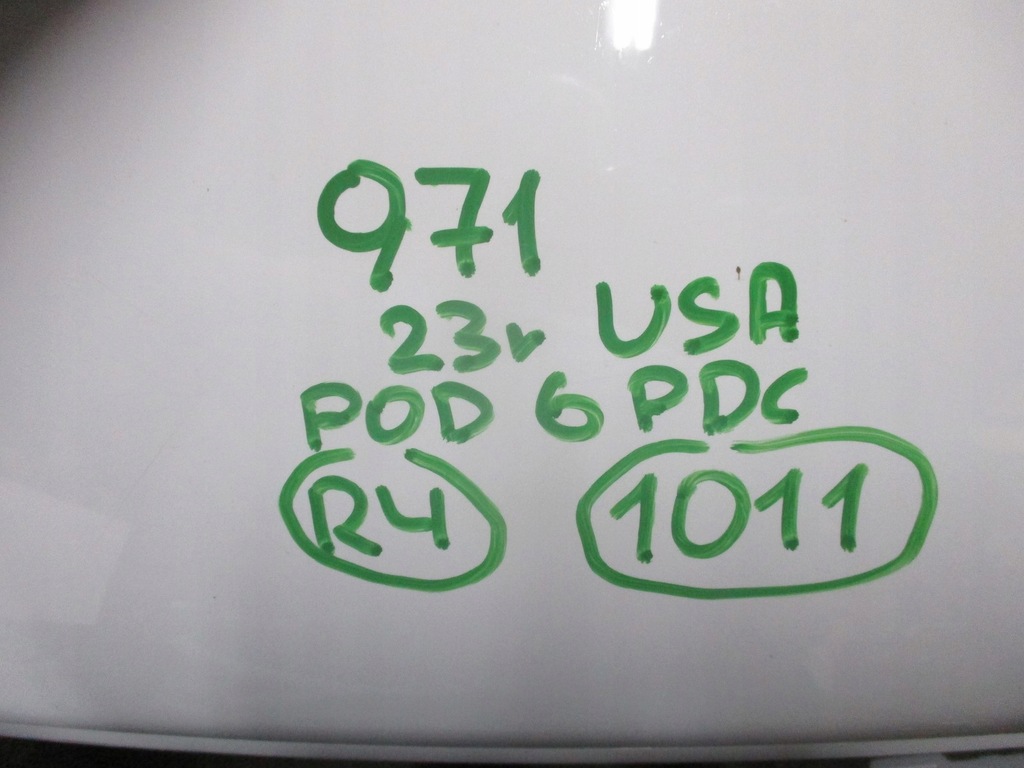 971
23r USA
POD 6 PDC
R4 1011